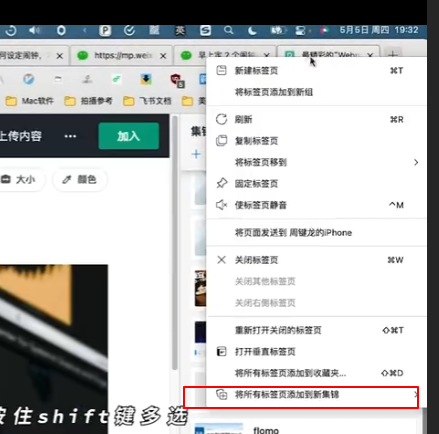 英
5月5日 周四 19:32
何设定闹钟,
https://mp.wei
早上定2个闹
最精彩的"Web
Mac软件
拍摄参考
飞书文档
上传内容
加入
集
大小
颜色
新建标签页 ⌘T
将标签页添加到新组
刷新 ⌘R
复制标签页
将标签页移到
固定标签页
使标签页静音 ^M
将页面发送到 周键龙的iPhone
关闭标签页 ⌘W
关闭其他标签页
关闭右侧标签页
重新打开关闭的标签页 ⇧⌘T
打开垂直标签页
将所有标签页添加到收藏夹... ⇧⌘D
将所有标签页添加到新集锦
按住shift键多选
flomo